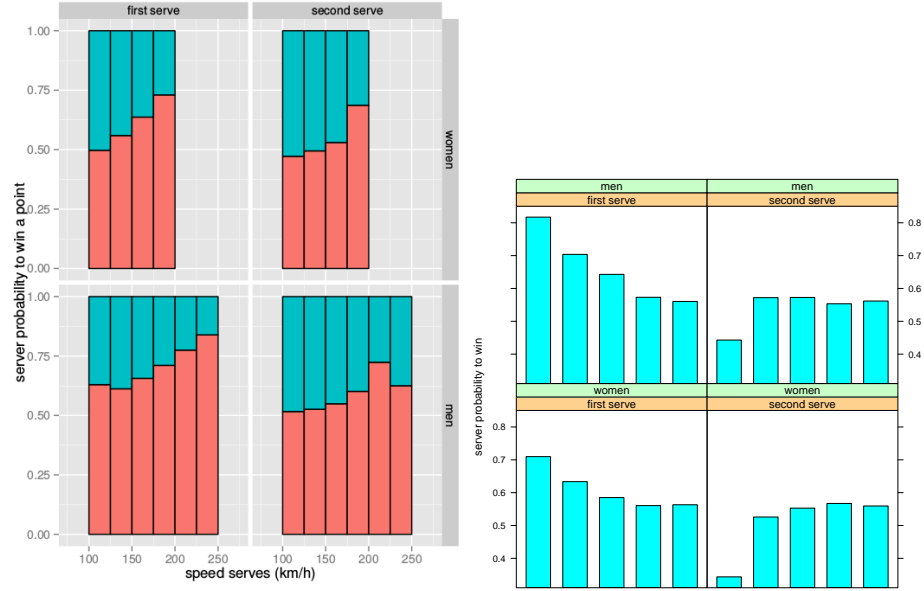 first serve second serve
1.00
0.75
0.50
0.25
0.00
women
1.00
0.75
0.50
0.25
0.00
men
server probability to win a point
100 150 200 250 100 150 200 250
speed serves (km/h)
men men
first serve second serve
0.8
0.7
0.6
0.5
0.4
women women
first serve second serve
0.8
0.7
0.6
0.5
0.4
server probability to win